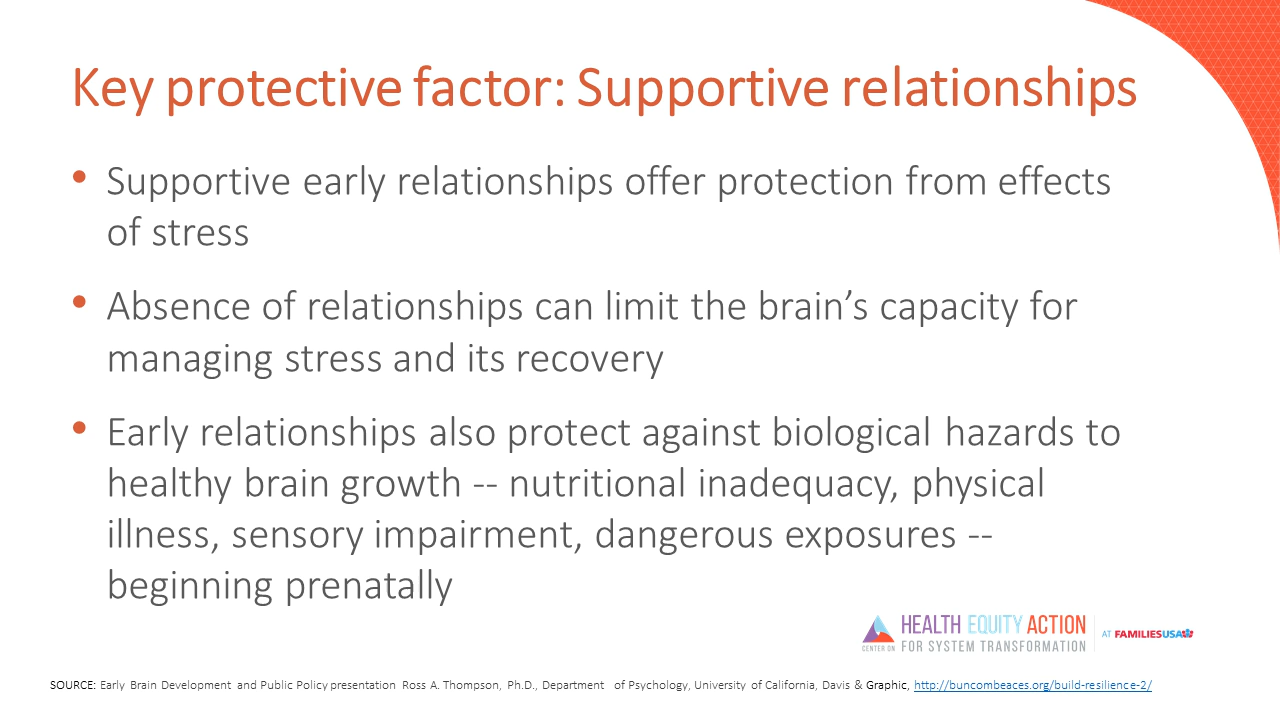 Key protective factor: Supportive relationships
• Supportive early relationships offer protection from effects
of stress
• Absence of relationships can limit the brain’s capacity for
managing stress and its recovery
• Early relationships also protect against biological hazards to
healthy brain growth -- nutritional inadequacy, physical
illness, sensory impairment, dangerous exposures --
beginning prenatally
HEALTH EQUITY ACTION
CENTER ON FOR SYSTEM TRANSFORMATION
AT FAMILIESUSA
SOURCE: Early Brain Development and Public Policy presentation Ross A. Thompson, Ph.D., Department of Psychology, University of California, Davis & Graphic, http://buncombeaces.org/build-resilience-2/